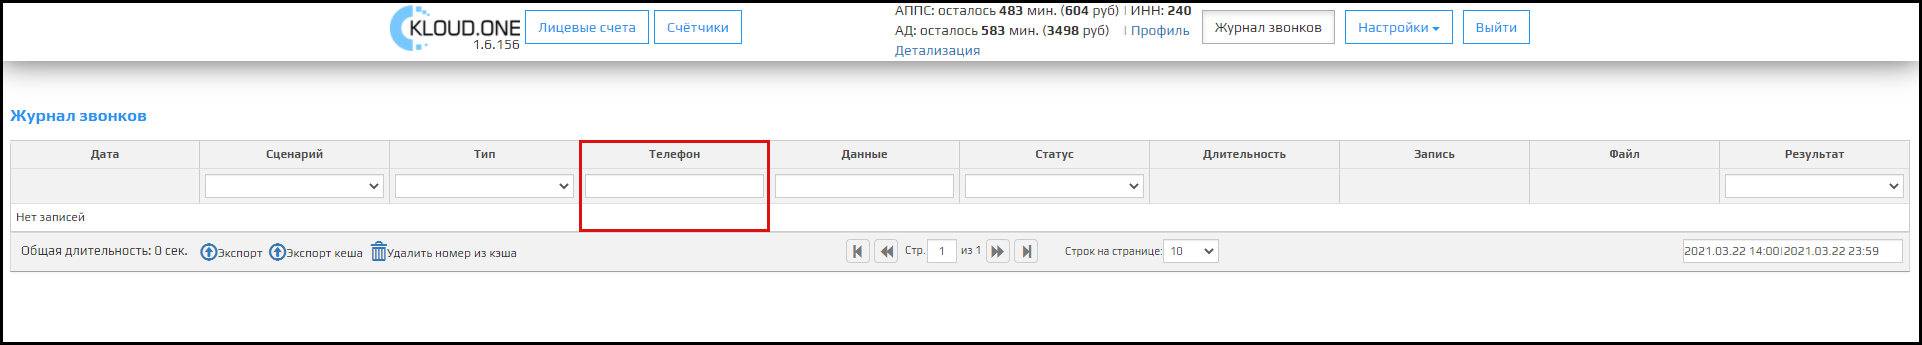 KLOUD.ONE
1.6.156
Лицевые счета
Счётчики
АППС: осталось 483 мин. (604 руб) | ИНН: 240
АД: осталось 583 мин. (3498 руб) | Профиль
Детализация
Журнал звонков
Настройки
Выйти
Журнал звонков
Дата Сценарий Тип Телефон Данные Статус Длительность Запись Файл Результат
Нет записей
Общая длительность: 0 сек. Экспорт Экспорт кеша Удалить номер из кэша Стр. 1 из 1 Строк на странице: 10 2021.03.22 14:00|2021.03.22 23:59